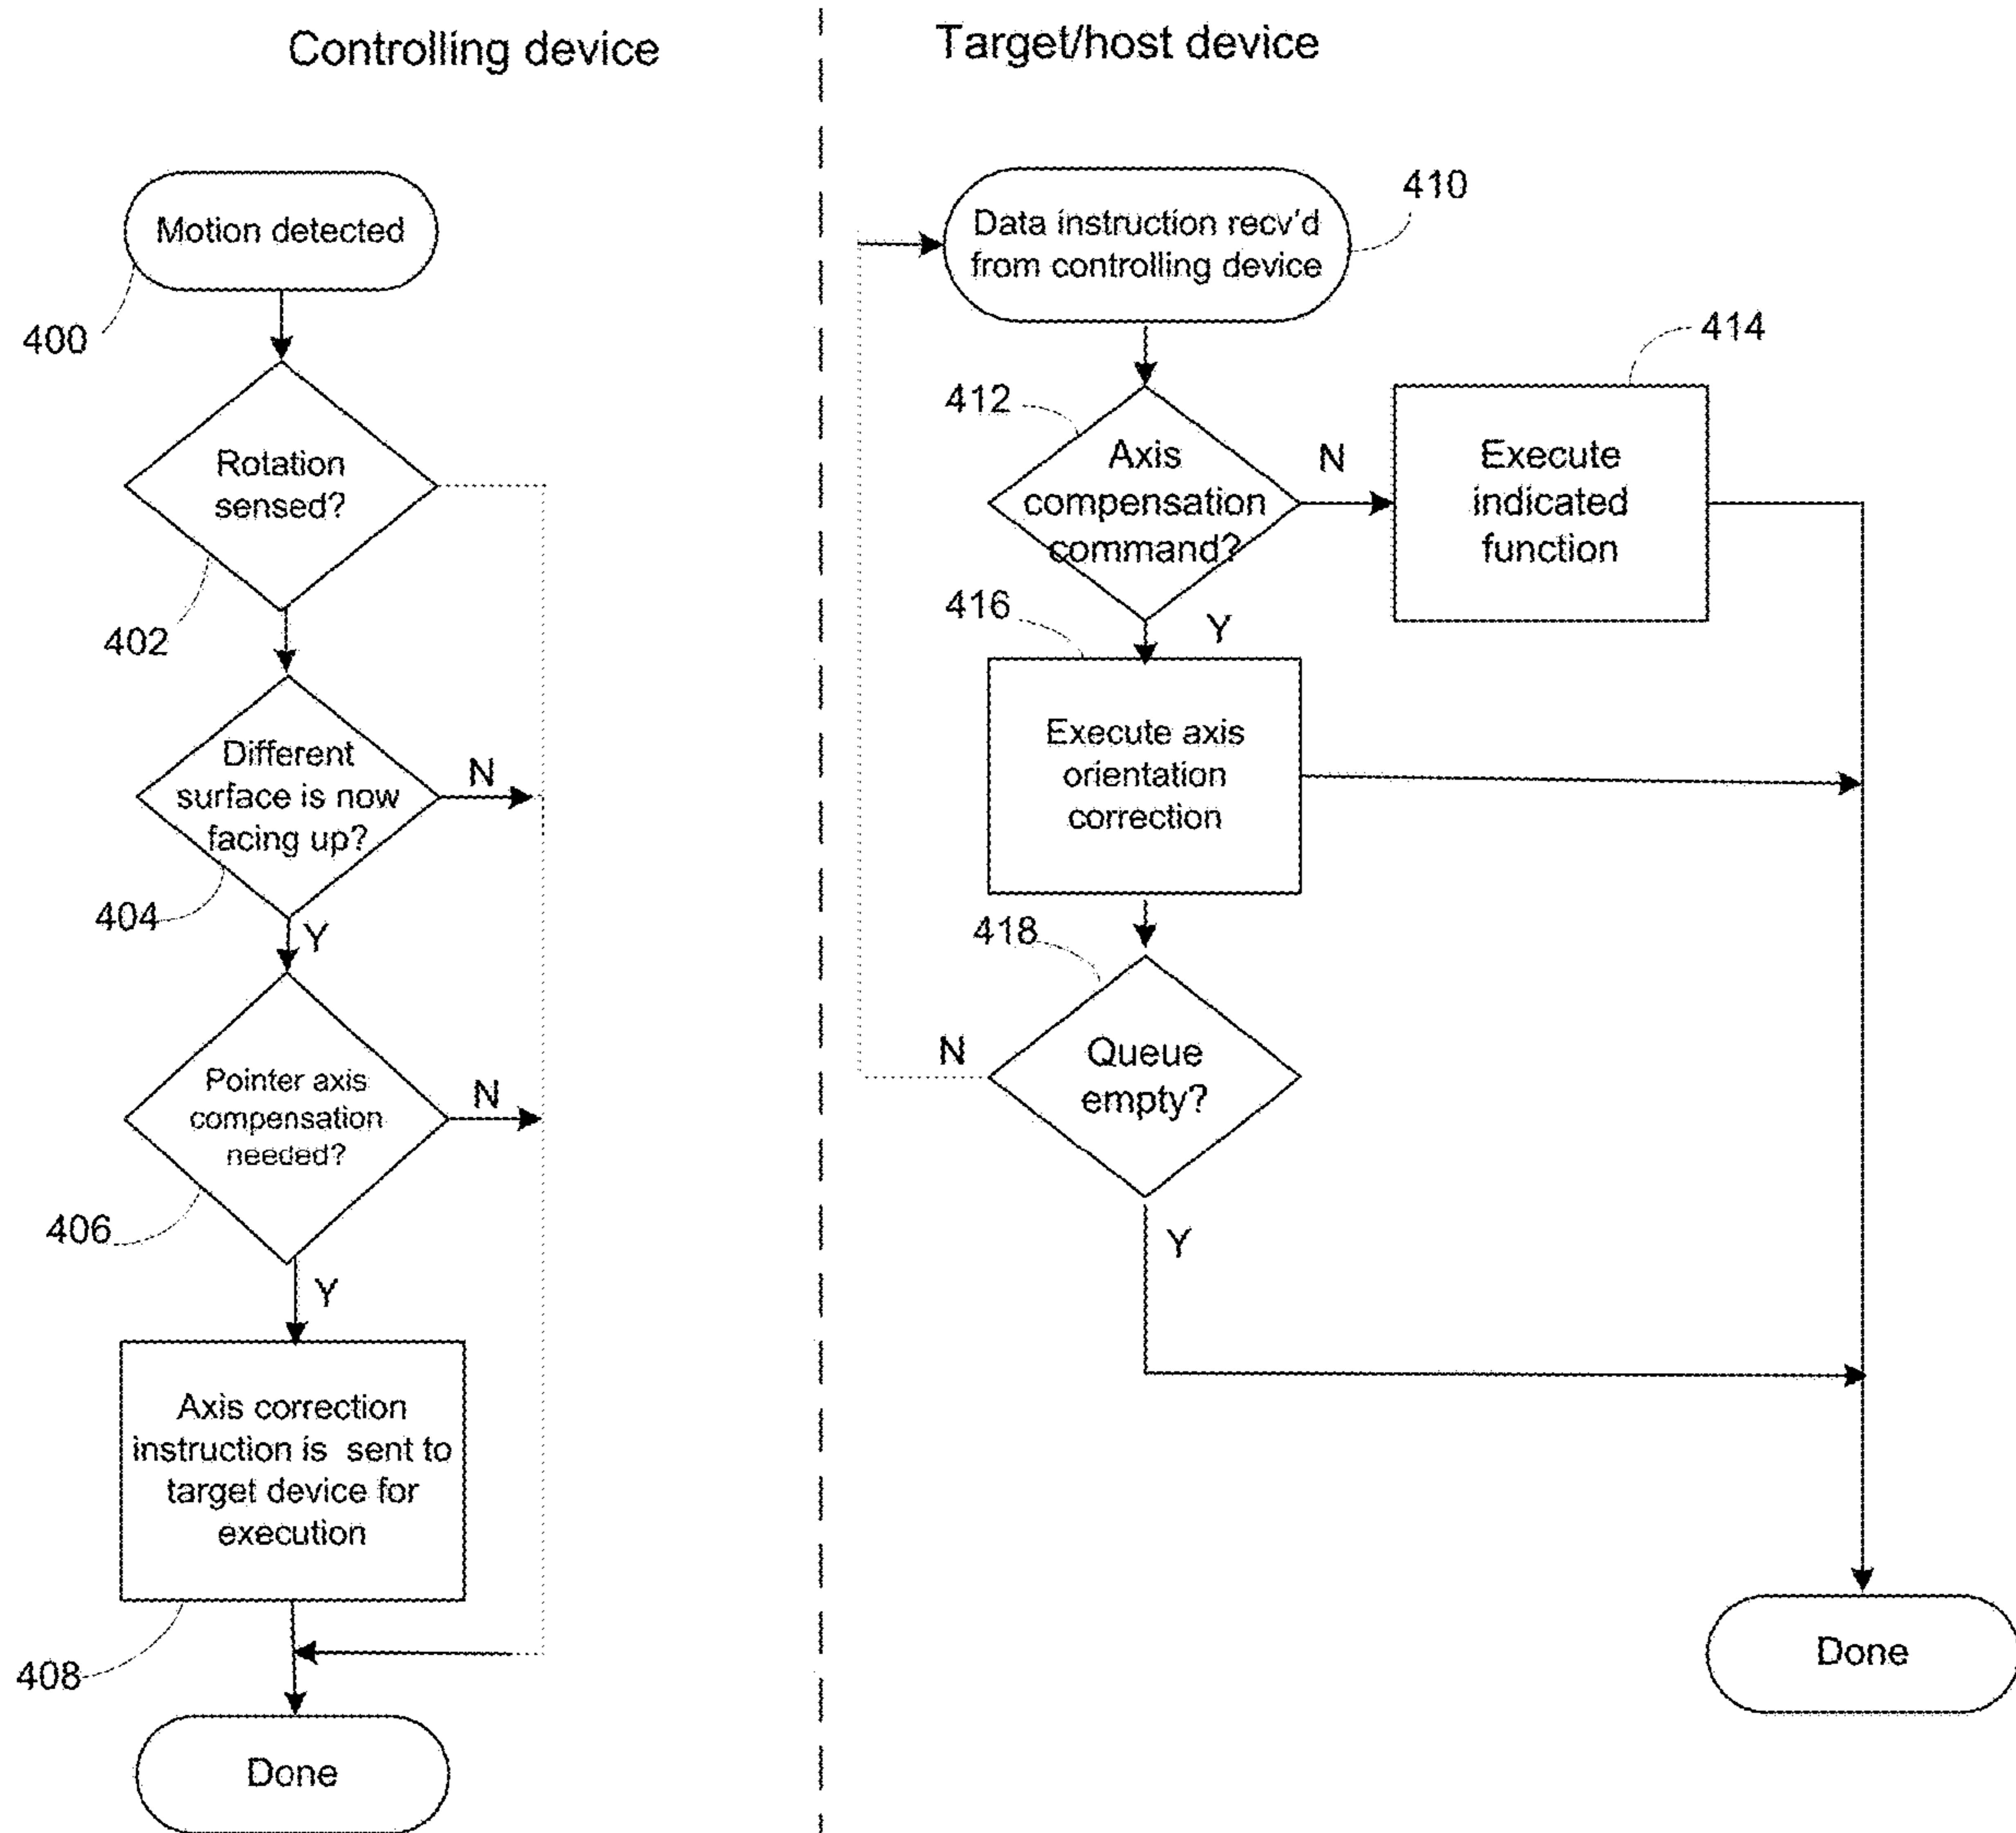 Controlling device
Motion detected
400
Rotation
sensed?
402
Different
surface is now
facing up?
N
404
Y
Pointer axis
compensation
needed?
N
406
Y
Axis correction
instruction is sent to
target device for
execution
408
Done
Target/host device
Data instruction recv'd
from controlling device
410
412
Axis
compensation
command?
N
414
Execute
indicated
function
416
Y
Execute axis
orientation
correction
418
N
Queue
empty?
Y
Done